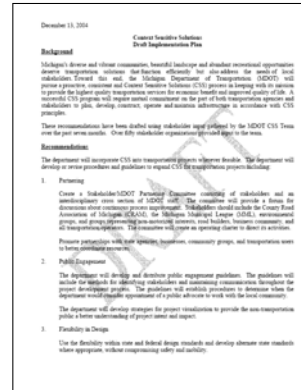 December 13, 2004
Context Sensitive Solutions
Draft Implementation Plan
Background
Michigan's diverse and vibrant communities, beautiful landscape and abundant recreational opportunities
deserve transportation solutions that function efficiently but also address the needs of local
stakeholders. Toward this end, the Michigan Department of Transportation (MDOT) will
pursue a proactive, consistent and Context Sensitive Solutions (CSS) process in keeping with its mission
to provide the highest quality transportation services for economic benefit and improved quality of life. A
successful CSS program will require mutual commitment on the part of both transportation agencies and
stakeholders to plan, develop, construct, operate and maintain infrastructure in accordance with CSS
principles.
These recommendations have been drafted using stakeholder input gathered by the MDOT CSS Team
over the past seven months. Over fifty stakeholder organizations provided input to the team.
Recommendations
The department will incorporate CSS into transportation projects wherever feasible. The department will
develop or revise procedures and guidelines to expand CSS for transportation projects including:
1. Partnering
Create a Stakeholder/MDOT Partnering Committee consisting of stakeholders and an
interdisciplinary cross section of MDOT staff. The committee will provide a forum for
discussions about continuous process improvement. Stakeholders should include the County Road
Association of Michigan (CRAM), the Michigan Municipal League (MML), environmental
groups, and groups representing non-motorized interests, road builders, business community, and
all transportation operators. The committee will create an operating charter to direct its activities.
Promote partnerships with state agencies, businesses, community groups, and transportation users
to better coordinate resources.
2. Public Engagement
The department will develop and distribute public engagement guidelines. The guidelines will
include the methods for identifying stakeholders and maintaining communication throughout the
project development process. The guidelines will establish procedures to determine when the
department would consider appointment of a public advocate to work with the local community.
The department will develop strategies for project visualization to provide the non-transportation
public a better understanding of project intent and impact.
3. Flexibility in Design
Use the flexibility within state and federal design standards and develop alternate state standards
where appropriate, without compromising safety and mobility.
DRAFT